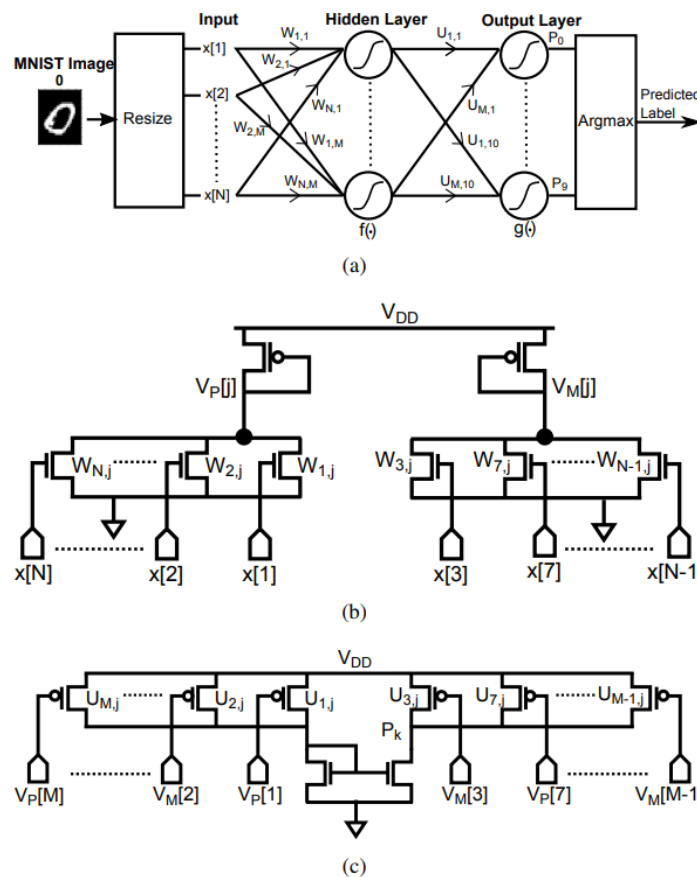 Input Hidden Layer Output Layer
MNIST Image
0
Resize
x[1]
x[2]
x[N]
W1,1
W2,1
WN,1
W2,M
W1,M
WN,M
f(·)
U1,1
UM,1
U1,10
UM,10
g(·)
P0
P9
Argmax
Predicted
Label
(a)
VDD
VP[j] VM[j]
WN,j W2,j W1,j W3,j W7,j WN-1,j
x[N] x[2] x[1] x[3] x[7] x[N-1
(b)
VDD
UM,j U2,j U1,j U3,j U7,j UM-1,j
Pk
VP[M] VM[2] VP[1] VM[3] VP[7] VM[M-1
(c)